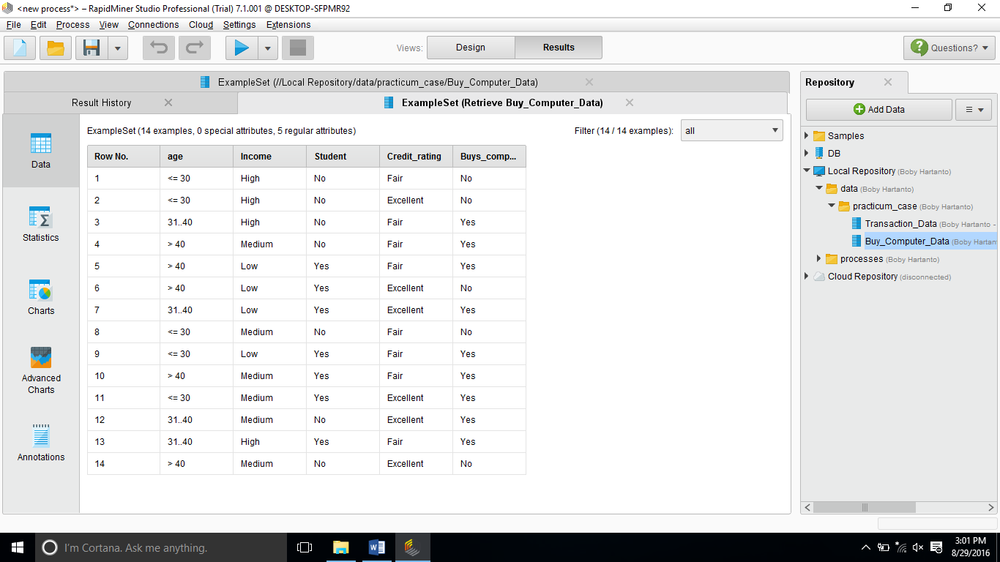 <new process*> – RapidMiner Studio Professional (Trial) 7.1.001 @ DESKTOP-SFPMR92
File Edit Process View Connections Cloud Settings Extensions
Views: Design Results Questions?
ExampleSet (//Local Repository/data/practicum_case/Buy_Computer_Data)
Result History ExampleSet (Retrieve Buy_Computer_Data)
ExampleSet (14 examples, 0 special attributes, 5 regular attributes) Filter (14 / 14 examples): all
Data
Statistics
Charts
Advanced
Charts
Annotations
Row No. age Income Student Credit_rating Buys_comp...
1 <= 30 High No Fair No
2 <= 30 High No Excellent No
3 31..40 High No Fair Yes
4 > 40 Medium No Fair Yes
5 > 40 Low Yes Fair Yes
6 > 40 Low Yes Excellent No
7 31..40 Low Yes Excellent Yes
8 <= 30 Medium No Fair No
9 <= 30 Low Yes Fair Yes
10 > 40 Medium Yes Fair Yes
11 <= 30 Medium Yes Excellent Yes
12 31..40 Medium No Excellent Yes
13 31..40 High Yes Fair Yes
14 > 40 Medium No Excellent No
Repository
Add Data
Samples
DB
Local Repository (Boby Hartanto)
data (Boby Hartanto)
practicum_case (Boby Hartanto)
Transaction_Data (Boby Hartanto -
Buy_Computer_Data (Boby Hartan
processes (Boby Hartanto)
Cloud Repository (disconnected)
I'm Cortana. Ask me anything.
3:01 PM
8/29/2016